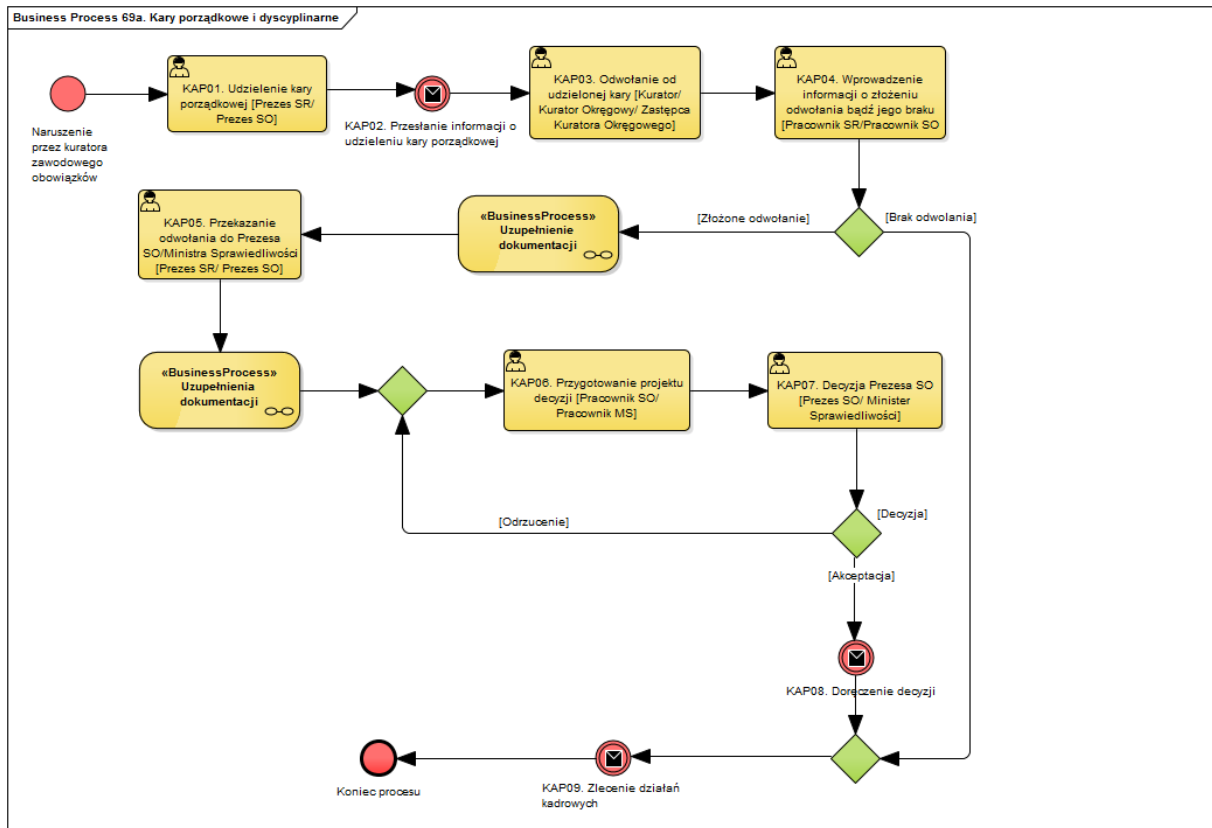 Business Process 69a. Kary porządkowe i dyscyplinarne
Naruszenie
przez kuratora
zawodowego
obowiązków
KAP01. Udzielenie kary
porządkowej [Prezes SR/
Prezes SO]
KAP02. Przesłanie informacji o
udzieleniu kary porządkowej
KAP03. Odwołanie od
udzielonej kary [Kurator/
Kurator Okręgowy/ Zastępca
Kuratora Okręgowego]
KAP04. Wprowadzenie
informacji o złożeniu
odwołania bądź jego braku
[Pracownik SR/Pracownik SO
[Złożone odwołanie]
[Brak odwolania]
«BusinessProcess»
Uzupełnienie
dokumentacji
KAP05. Przekazanie
odwołania do Prezesa
SO/Ministra Sprawiedliwości
[Prezes SR/ Prezes SO]
«BusinessProcess»
Uzupełnienia
dokumentacji
KAP06. Przygotowanie projektu
decyzji [Pracownik SO/
Pracownik MS]
KAP07. Decyzja Prezesa SO
[Prezes SO/ Minister
Sprawiedliwości]
[Decyzja]
[Odrzucenie]
[Akceptacja]
KAP08. Doręczenie decyzji
KAP09. Zlecenie działań
kadrowych
Koniec procesu